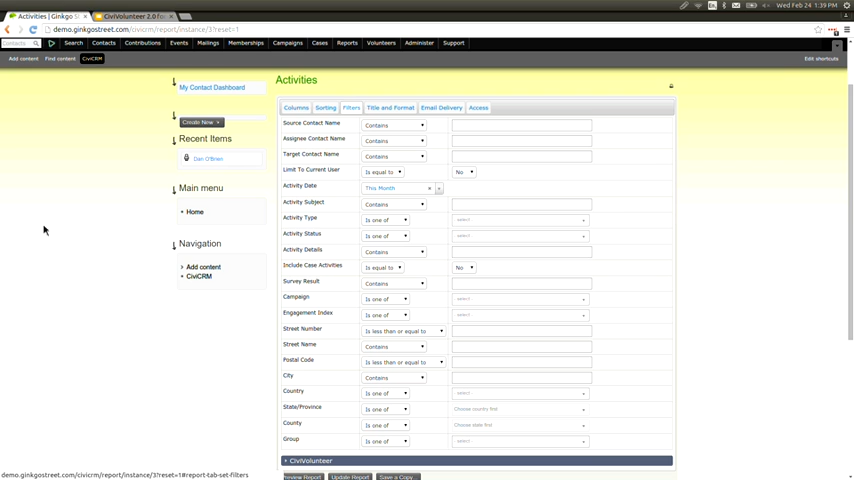 Activities | Ginkgo S
CiviVolunteer 2.0 f
En
Wed Feb 24 1:39 PM
demo.ginkgostreet.com/civicrm/report/instance/3?reset=1
Contacts
Search
Contacts
Contributions
Events
Mailings
Memberships
Campaigns
Cases
Reports
Volunteers
Administer
Support
Add content
Find content
CiviCRM
Edit shortcuts
My Contact Dashboard
Create New
Recent Items
Dan O'Brien
Main menu
Home
Navigation
Add content
CiviCRM
Activities
Columns
Sorting
Filters
Title and Format
Email Delivery
Access
Source Contact Name Contains
Assignee Contact Name Contains
Target Contact Name Contains
Limit To Current User Is equal to No
Activity Date This Month
Activity Subject Contains
Activity Type Is one of - select -
Activity Status Is one of - select -
Activity Details Contains
Include Case Activities Is equal to No
Survey Result Contains
Campaign Is one of - select -
Engagement Index Is one of - select -
Street Number Is less than or equal to
Street Name Contains
Postal Code Is less than or equal to
City Contains
Country Is one of - select -
State/Province Is one of Choose country first
County Is one of Choose state first
Group Is one of - select -
CiviVolunteer
Preview Report
Update Report
Save a Copy...
demo.ginkgostreet.com/civicrm/report/instance/3?reset=1#report-tab-set-filters